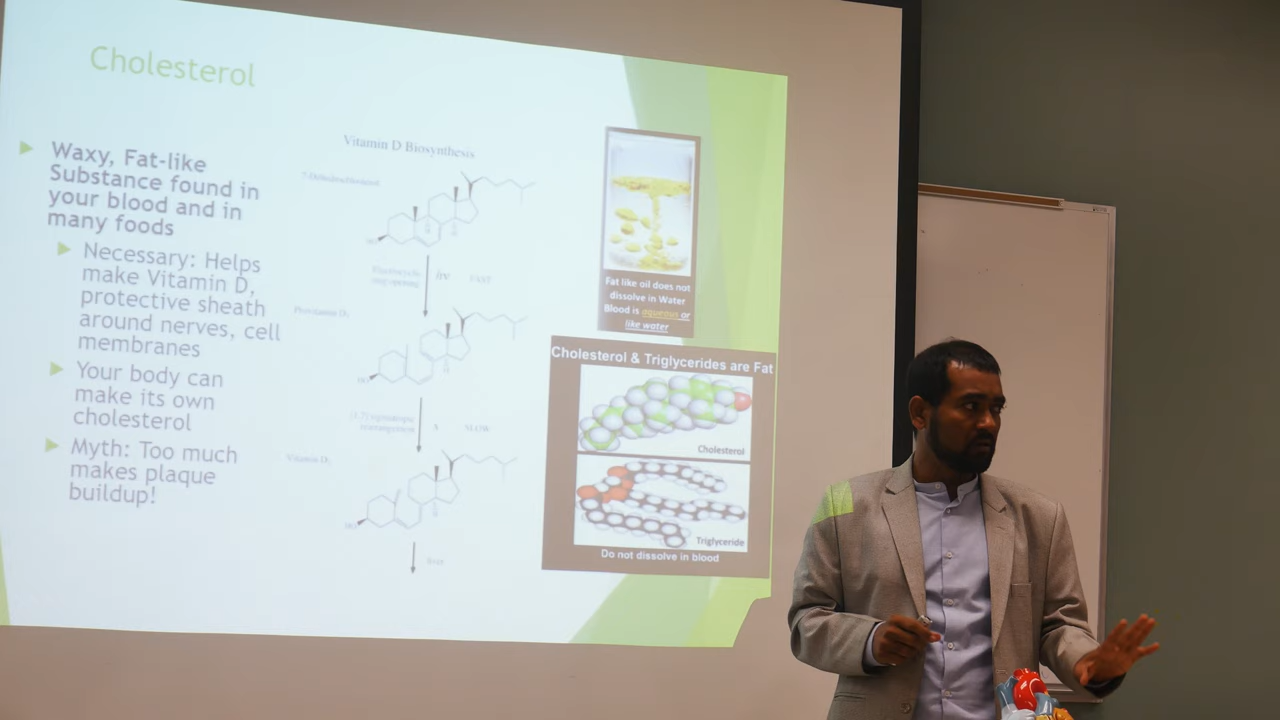 Cholesterol
Waxy, Fat-like
Substance found in
your blood and in
many foods
Necessary: Helps
make Vitamin D,
protective sheath
around nerves, cell
membranes
Your body can
make its own
cholesterol
Myth: Too much
makes plaque
buildup!
Vitamin D Biosynthesis
hv
FAST
SLOW
Fat like oil does not
dissolve in Water
Blood is aqueous or
like water
Cholesterol & Triglycerides are Fat
Cholesterol
Triglyceride
Do not dissolve in blood